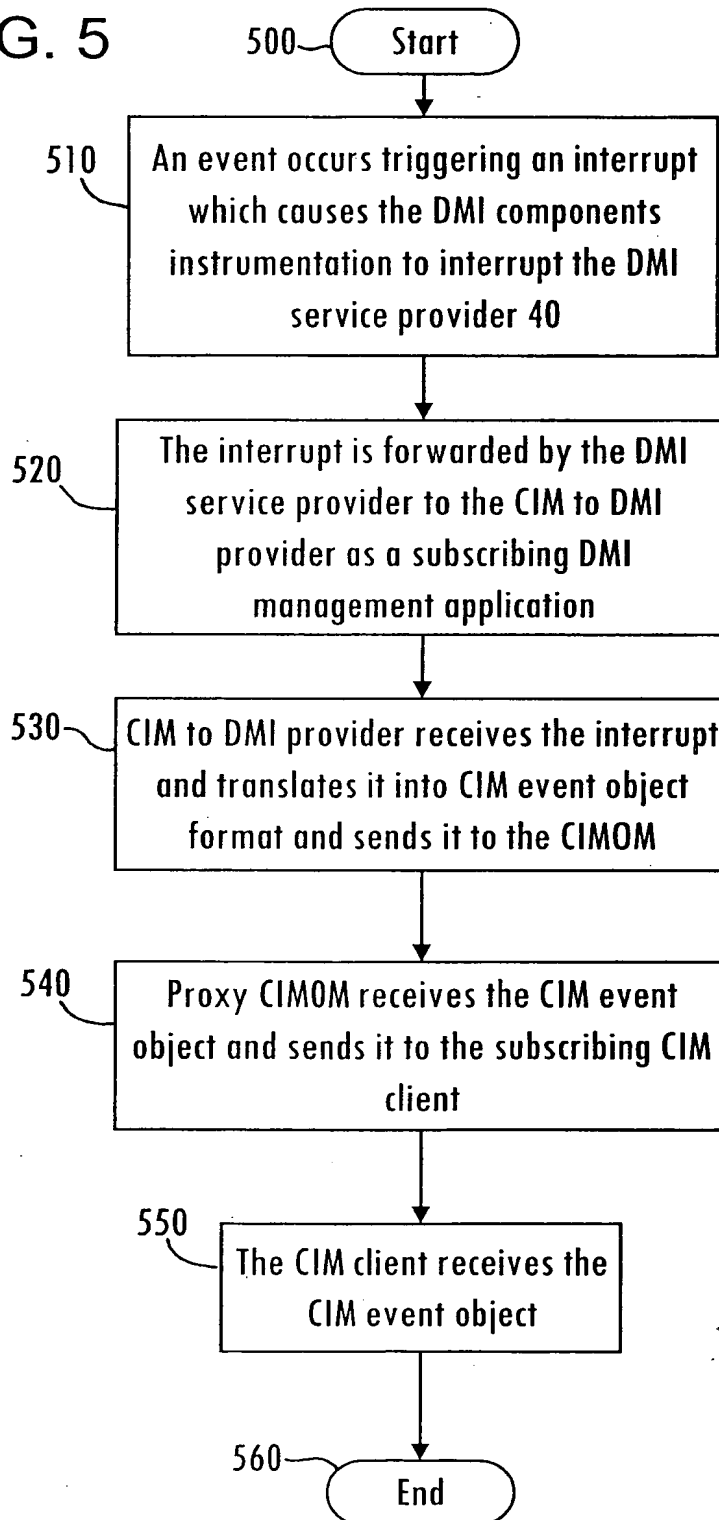 G. 5
500
Start
510
An event occurs triggering an interrupt
which causes the DMI components
instrumentation to interrupt the DMI
service provider 40
520
The interrupt is forwarded by the DMI
service provider to the CIM to DMI
provider as a subscribing DMI
management application
530
CIM to DMI provider receives the interrupt
and translates it into CIM event object
format and sends it to the CIMOM
540
Proxy CIMOM receives the CIM event
object and sends it to the subscribing CIM
client
550
The CIM client receives the
CIM event object
560
End